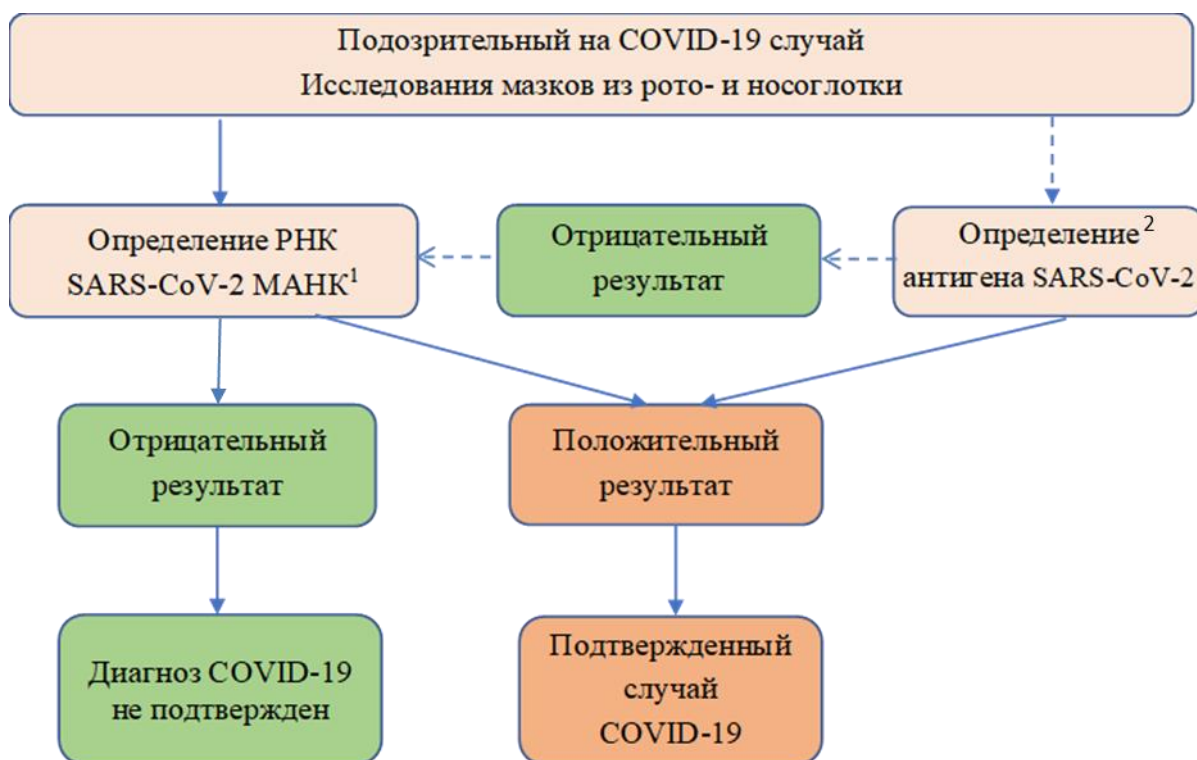 Подозрительный на COVID-19 случай
Исследования мазков из рото- и носоглотки
Определение РНК
SARS-CoV-2 МАНК¹
Отрицательный
результат
Определение²
антигена SARS-CoV-2
Отрицательный
результат
Положительный
результат
Диагноз COVID-19
не подтвержден
Подтвержденный
случай
COVID-19